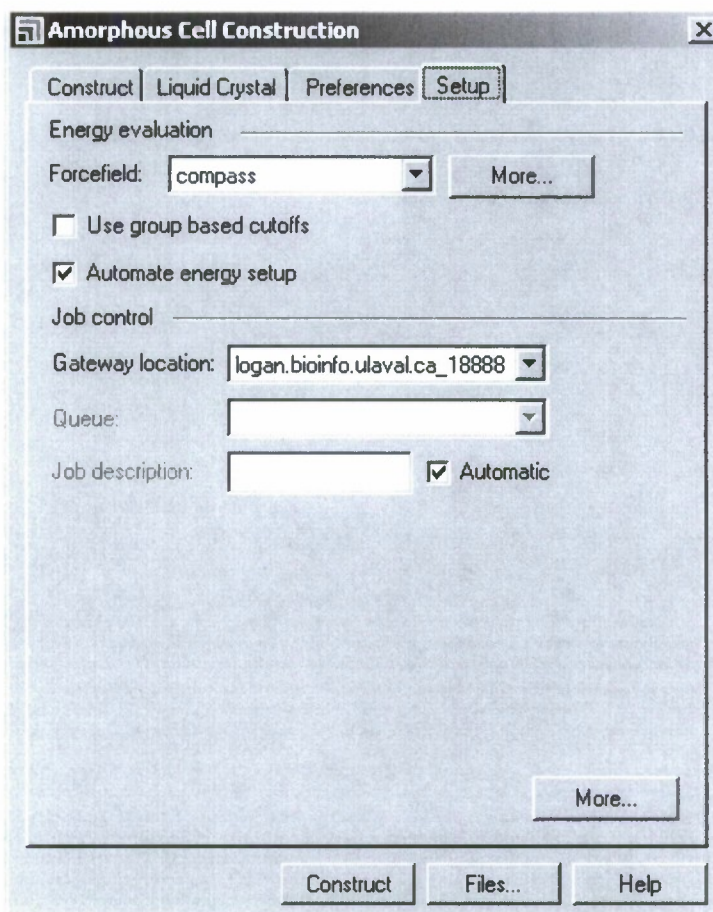 Amorphous Cell Construction
Construct Liquid Crystal Preferences Setup
Energy evaluation
Forcefield: compass More...
Use group based cutoffs
Automate energy setup
Job control
Gateway location: logan.bioinfo.ulaval.ca_18888
Queue:
Job description: Automatic
More...
Construct Files... Help